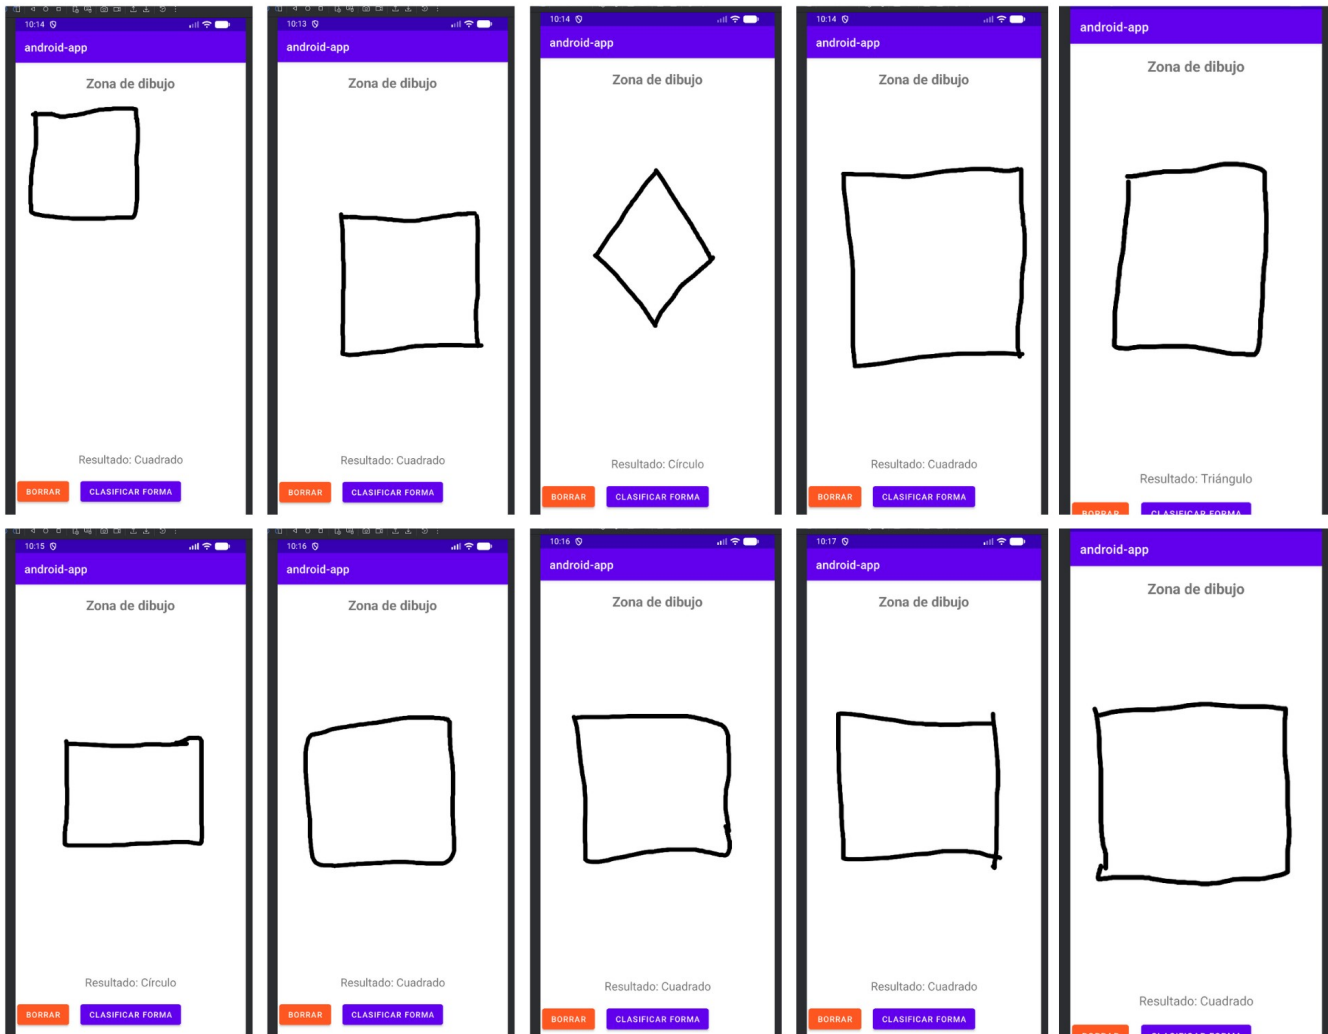 10:14
android-app
Zona de dibujo
Resultado: Cuadrado
BORRAR
CLASIFICAR FORMA
10:13
android-app
Zona de dibujo
Resultado: Cuadrado
BORRAR
CLASIFICAR FORMA
10:14
android-app
Zona de dibujo
Resultado: Círculo
BORRAR
CLASIFICAR FORMA
10:14
android-app
Zona de dibujo
Resultado: Cuadrado
BORRAR
CLASIFICAR FORMA
android-app
Zona de dibujo
Resultado: Triángulo
BORRAR
CLASIFICAR FORMA
10:15
android-app
Zona de dibujo
Resultado: Círculo
BORRAR
CLASIFICAR FORMA
10:16
android-app
Zona de dibujo
Resultado: Cuadrado
BORRAR
CLASIFICAR FORMA
10:16
android-app
Zona de dibujo
Resultado: Cuadrado
BORRAR
CLASIFICAR FORMA
10:17
android-app
Zona de dibujo
Resultado: Cuadrado
BORRAR
CLASIFICAR FORMA
android-app
Zona de dibujo
Resultado: Cuadrado